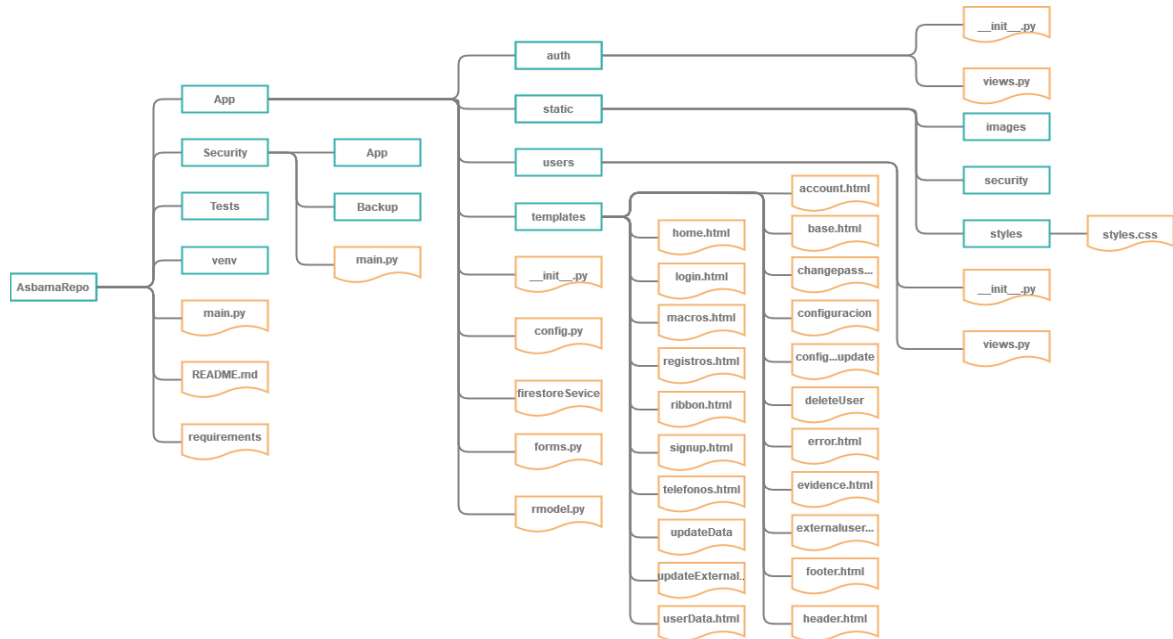 AsbamaRepo
App
Security
Tests
venv
main.py
README.md
requirements
App
Backup
main.py
auth
static
users
templates
__init__.py
config.py
firestoreSevice
forms.py
rmodel.py
home.html
login.html
macros.html
registros.html
ribbon.html
signup.html
telefonos.html
updateData
updateExternal..
userData.html
account.html
base.html
changepass...
configuracion
config...update
deleteUser
error.html
evidence.html
externaluser...
footer.html
header.html
__init__.py
views.py
images
security
styles
__init__.py
views.py
styles.css